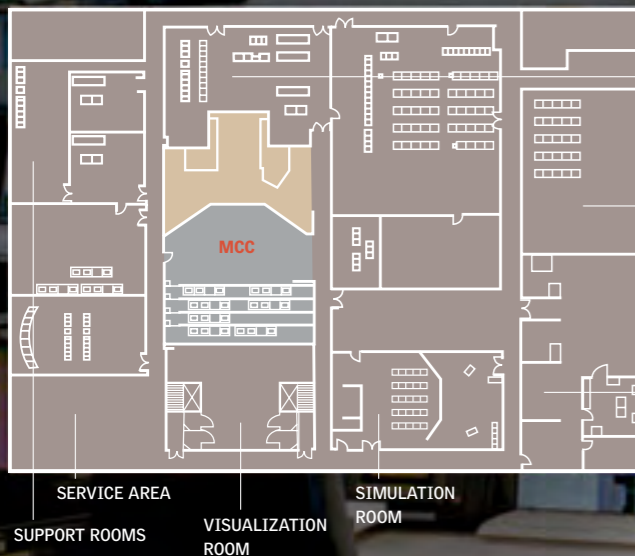 MCC
SERVICE AREA
SIMULATION
ROOM
SUPPORT ROOMS
VISUALIZATION
ROOM